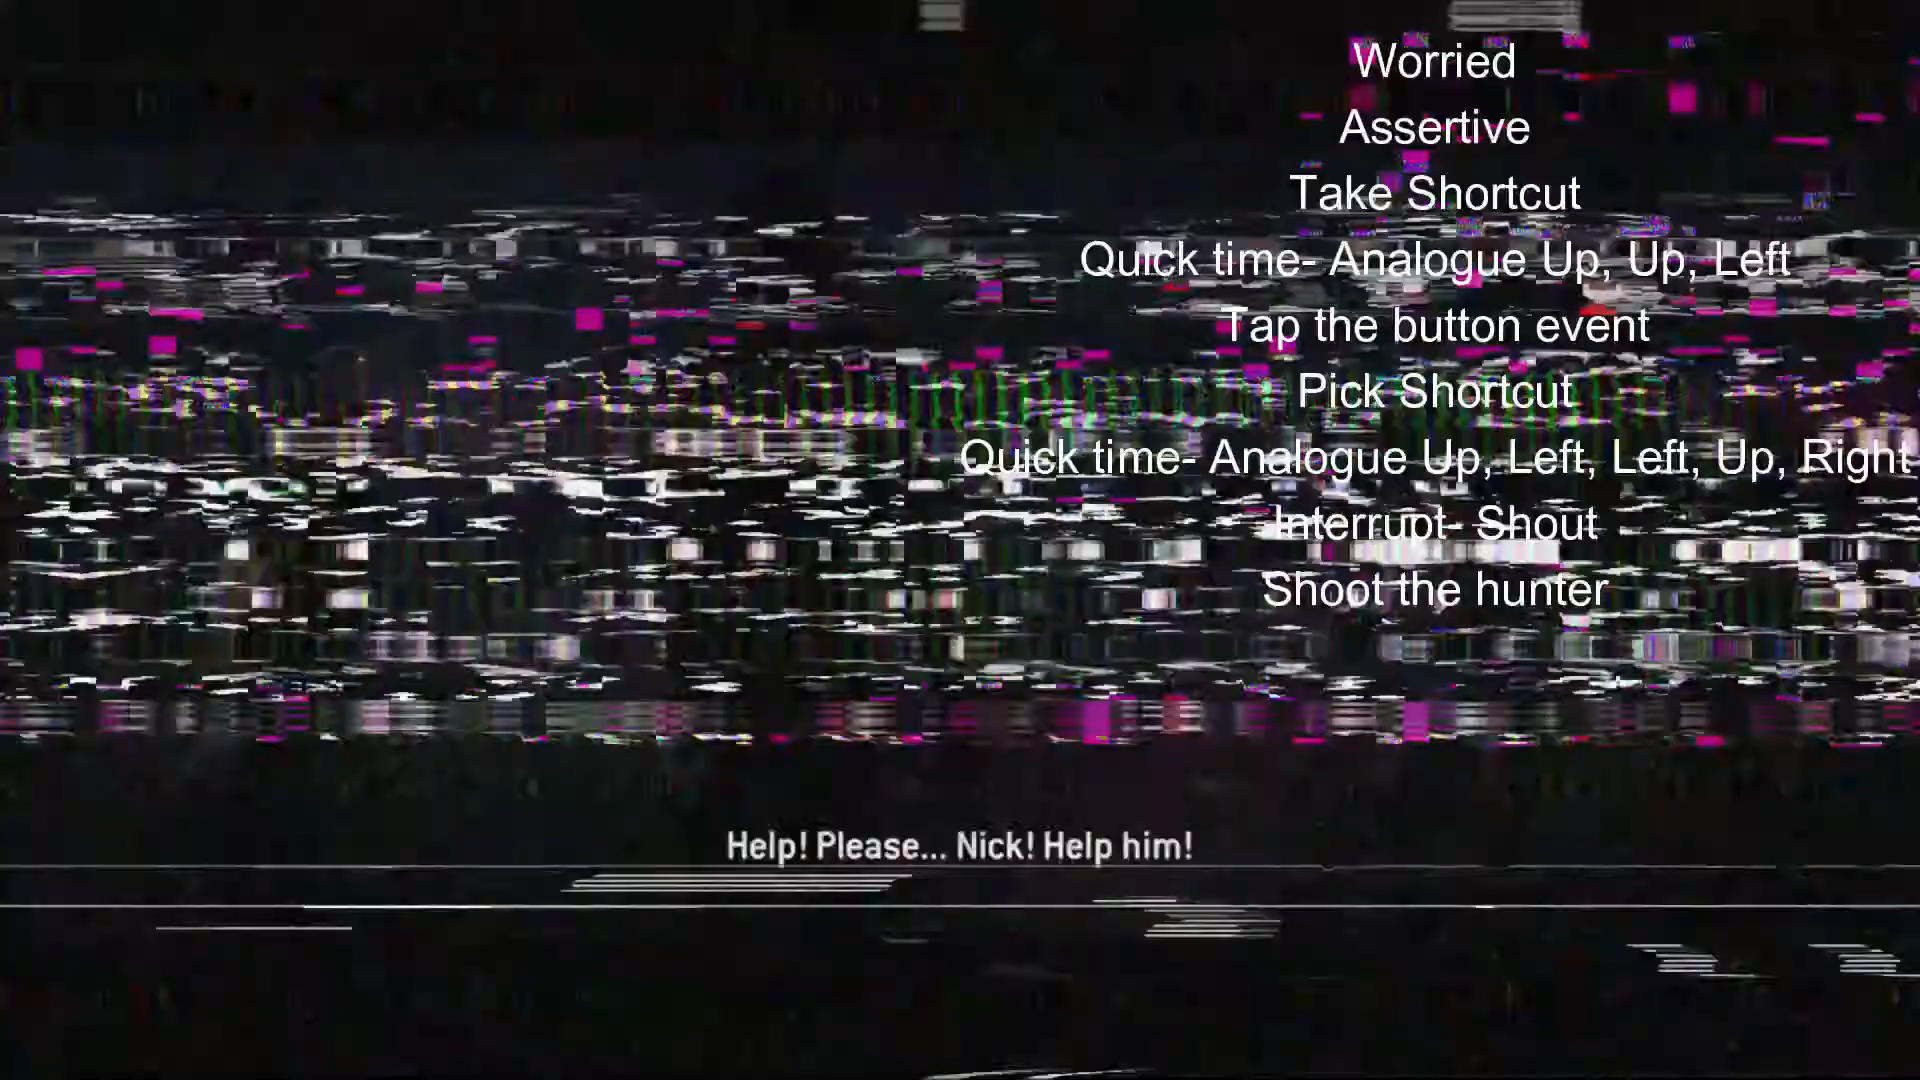 Worried
Assertive
Take Shortcut
Quick time- Analogue Up, Up, Left
Tap the button event
Pick Shortcut
Quick time- Analogue Up, Left, Left, Up, Right
Interrupt- Shout
Shoot the hunter
Help! Please... Nick! Help him!